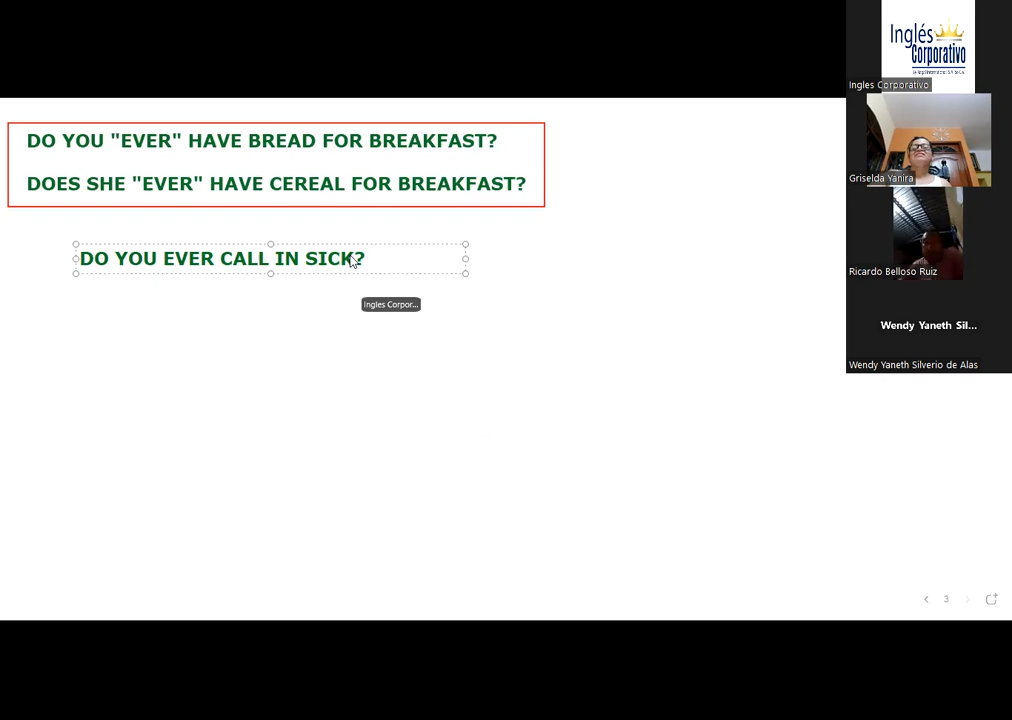 DO YOU "EVER" HAVE BREAD FOR BREAKFAST?
DOES SHE "EVER" HAVE CEREAL FOR BREAKFAST?
DO YOU EVER CALL IN SICK?
Ingles Corpor...
3
Inglés
Corporativo
Ingles Corporativo
Griselda Yanira
Ricardo Belloso Ruiz
Wendy Yaneth Sil...
Wendy Yaneth Silverio de Alas